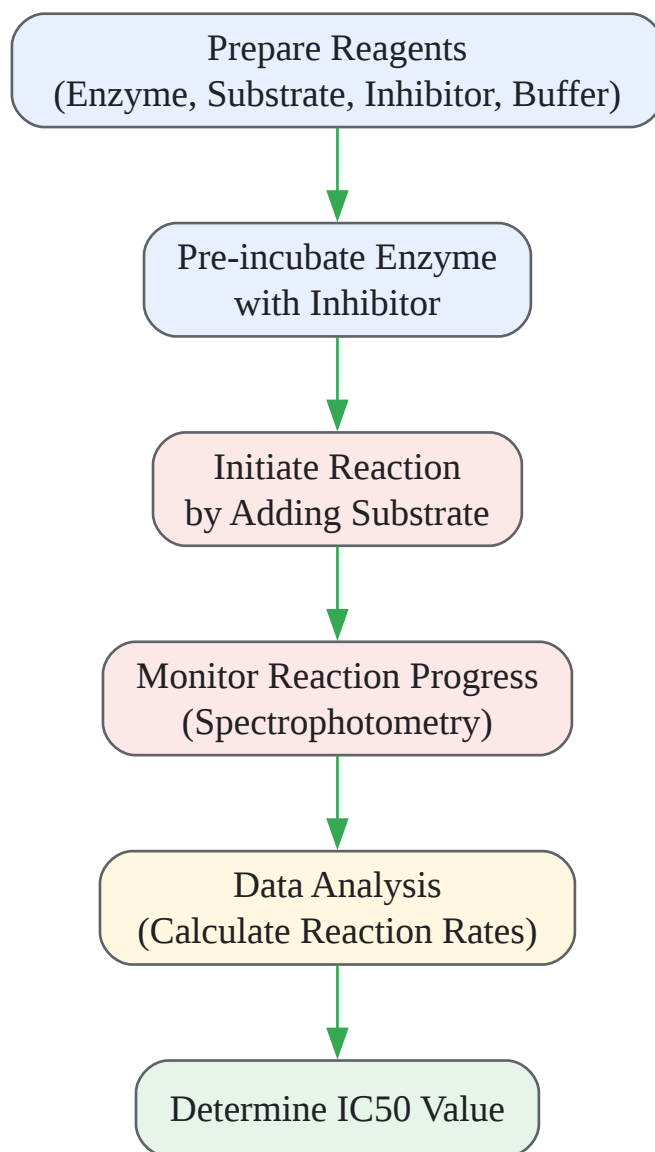 Prepare Reagents
(Enzyme, Substrate, Inhibitor, Buffer)
Pre-incubate Enzyme
with Inhibitor
Initiate Reaction
by Adding Substrate
Monitor Reaction Progress
(Spectrophotometry)
Data Analysis
(Calculate Reaction Rates)
Determine IC50 Value